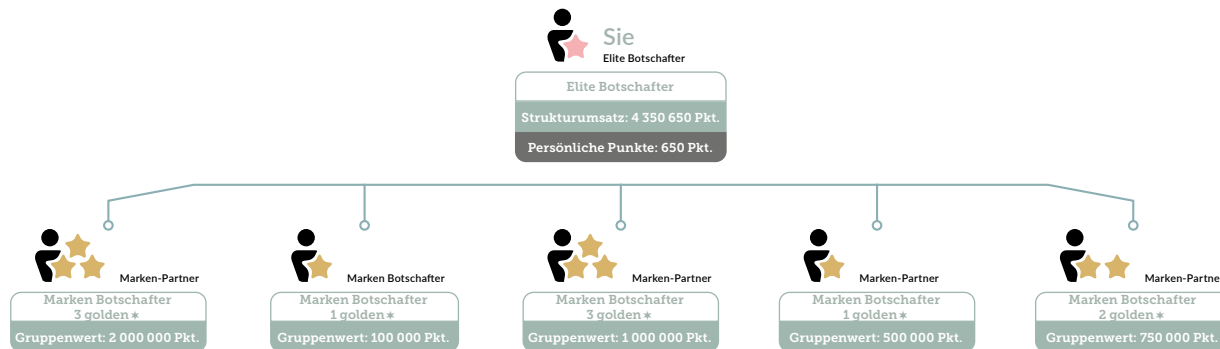 Sie
Elite Botschafter
Elite Botschafter
Strukturumsatz: 4 350 650 Pkt.
Persönliche Punkte: 650 Pkt.
Marken-Partner
Marken Botschafter
3 golden ✶
Gruppenwert: 2 000 000 Pkt.
Marken Botschafter
Marken Botschafter
1 golden ✶
Gruppenwert: 100 000 Pkt.
Marken-Partner
Marken Botschafter
3 golden ✶
Gruppenwert: 1 000 000 Pkt.
Marken-Partner
Marken Botschafter
1 golden ✶
Gruppenwert: 500 000 Pkt.
Marken-Partne
Marken Botschafter
2 golden ✶
Gruppenwert: 750 000 Pkt.